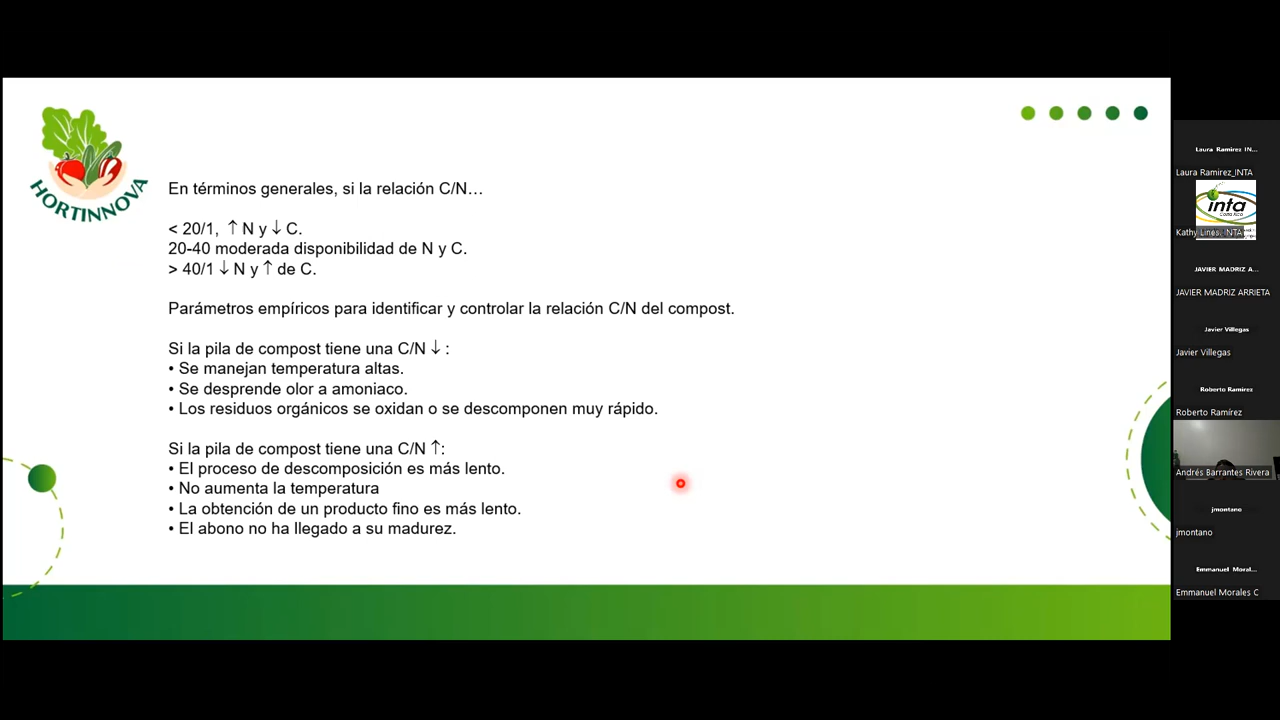 HORTINNOVA
En términos generales, si la relación C/N…
< 20/1, ↑ N y ↓ C.
20-40 moderada disponibilidad de N y C.
> 40/1 ↓ N y ↑ de C.
Parámetros empíricos para identificar y controlar la relación C/N del compost.
Si la pila de compost tiene una C/N ↓ :
• Se manejan temperatura altas.
• Se desprende olor a amoniaco.
• Los residuos orgánicos se oxidan o se descomponen muy rápido.
Si la pila de compost tiene una C/N ↑:
• El proceso de descomposición es más lento.
• No aumenta la temperatura
• La obtención de un producto fino es más lento.
• El abono no ha llegado a su madurez.
Laura Ramirez IN...
Laura Ramirez_INTA
inta
Costa Rica
Kathy Lines, INTA
JAVIER MADRIZ A...
JAVIER MADRIZ ARRIETA
Javier Villegas
Javier Villegas
Roberto Ramirez
Roberto Ramírez
Andrés Barrantes Rivera
jmontano
jmontano
Emmanuel Moral...
Emmanuel Morales C